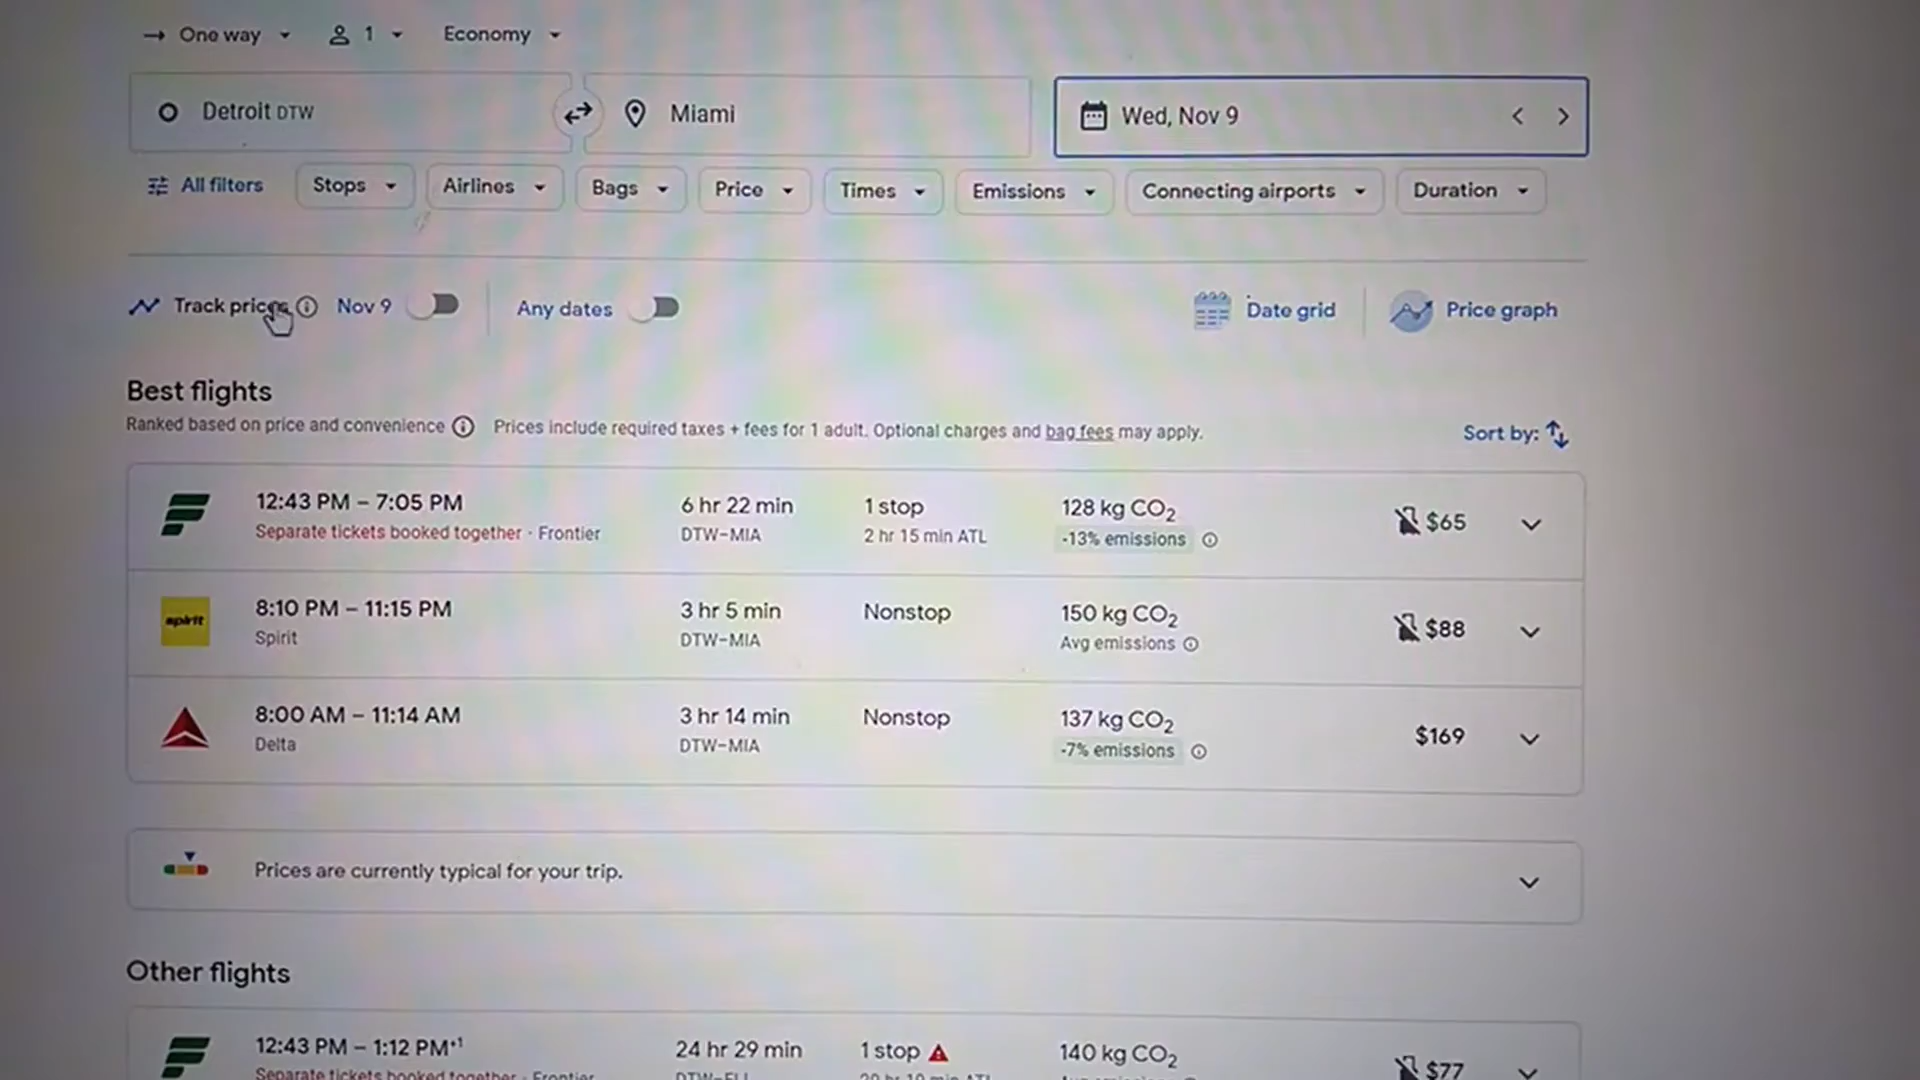 One way 1 Economy
Detroit DTW Miami Wed, Nov 9
All filters Stops Airlines Bags Price Times Emissions Connecting airports Duration
Track prices Nov 9 Any dates Date grid Price graph
Best flights
Ranked based on price and convenience Prices include required taxes + fees for 1 adult. Optional charges and bag fees may apply. Sort by:
12:43 PM – 7:05 PM 6 hr 22 min 1 stop 128 kg CO2 $65
Separate tickets booked together · Frontier DTW–MIA 2 hr 15 min ATL -13% emissions
spirit 8:10 PM – 11:15 PM 3 hr 5 min Nonstop 150 kg CO2 $88
Spirit DTW–MIA Avg emissions
8:00 AM – 11:14 AM 3 hr 14 min Nonstop 137 kg CO2 $169
Delta DTW–MIA -7% emissions
Prices are currently typical for your trip.
Other flights
12:43 PM – 1:12 PM+1 24 hr 29 min 1 stop 140 kg CO2 $77
Separate tickets booked together · Frontier